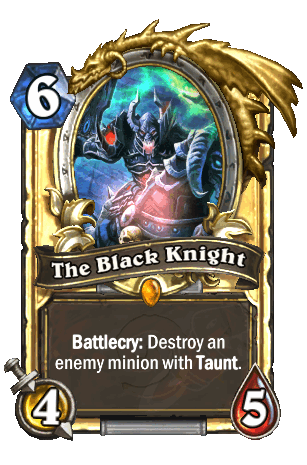 6
The Black Knight
Battlecry: Destroy an
enemy minion with Taunt.
4
5